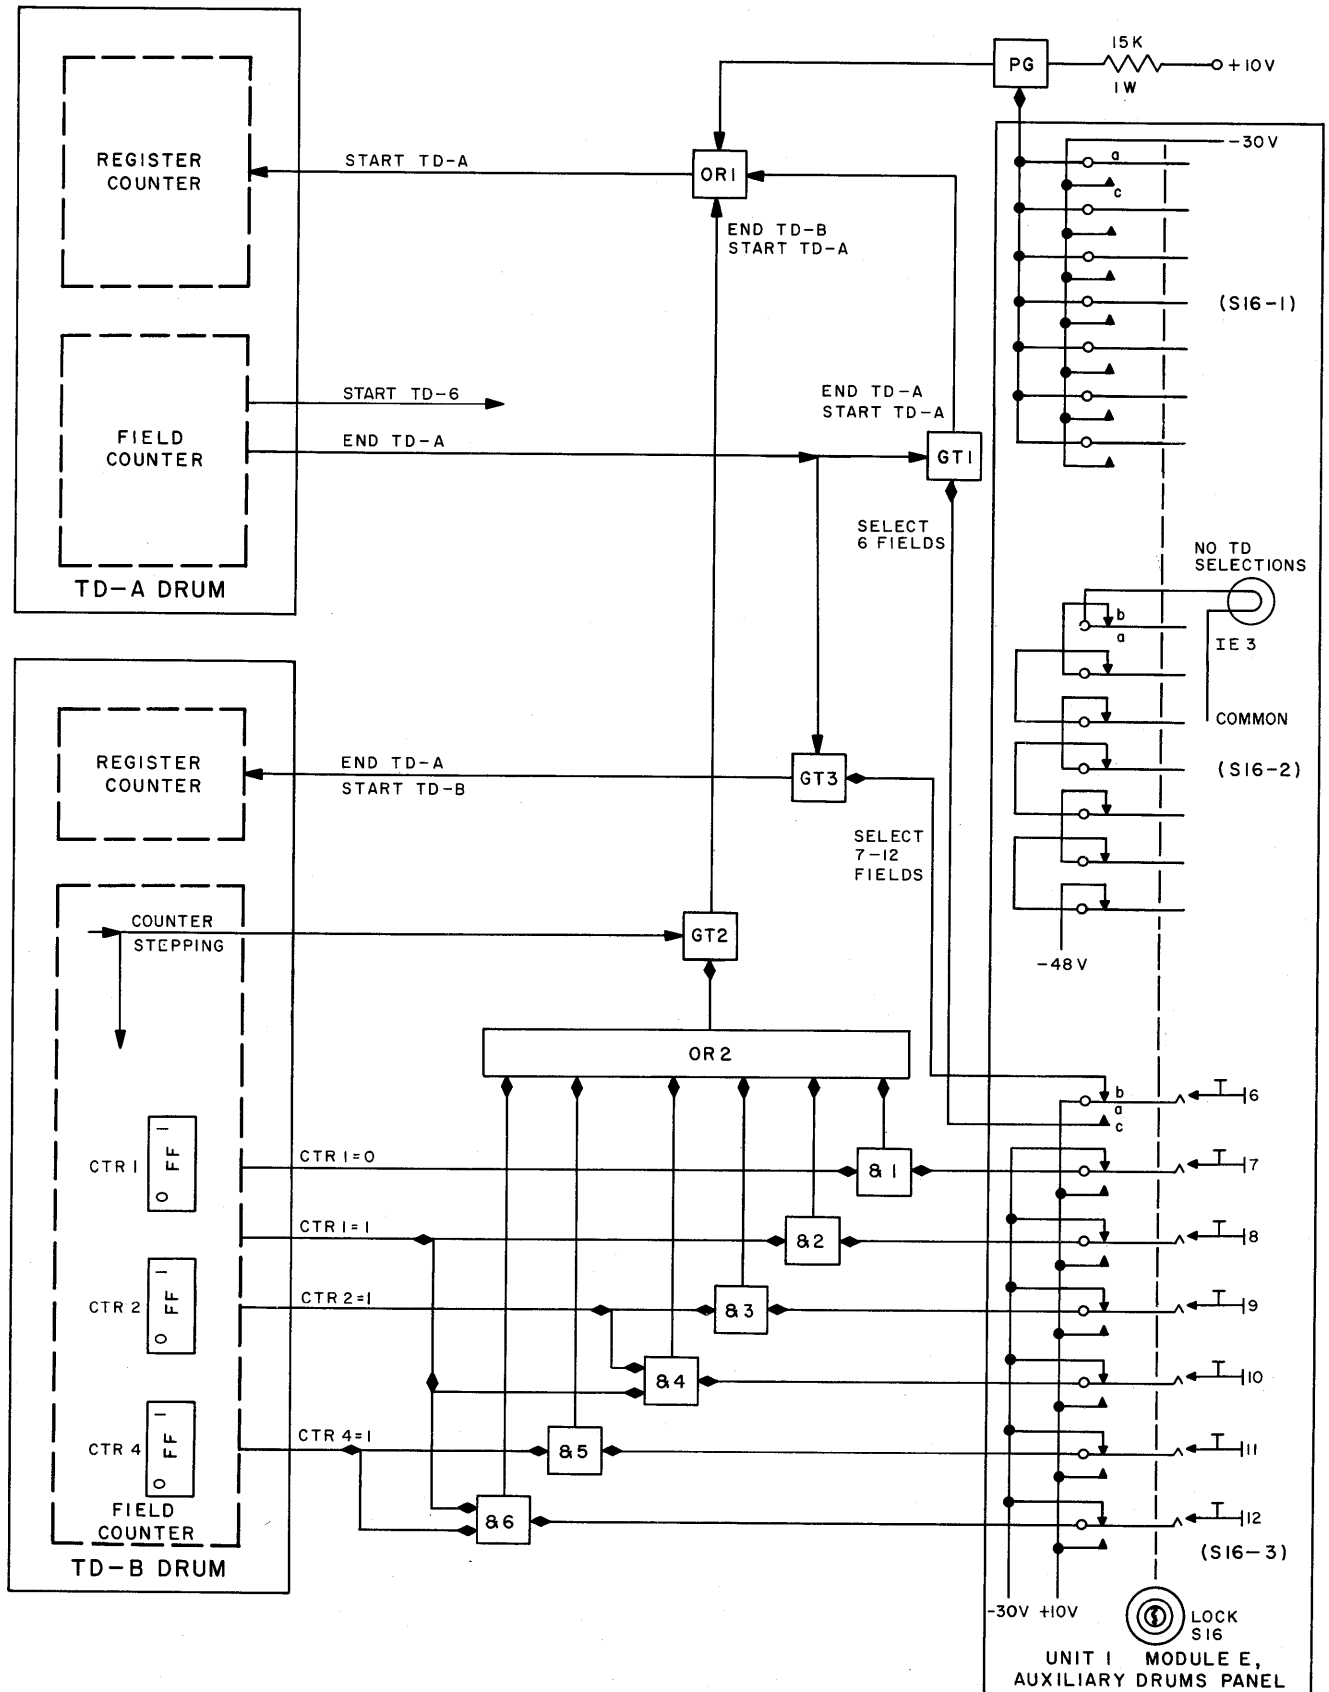 15K
PG
+10V
1W
-30V
a
c
REGISTER
COUNTER
START TD-A
OR1
END TD-B
START TD-A
(S16-1)
START TD-6
END TD-A
START TD-A
FIELD
COUNTER
END TD-A
GT1
SELECT
6 FIELDS
TD-A DRUM
NO TD
SELECTIONS
b
a
IE3
COMMON
REGISTER
COUNTER
END TD-A
START TD-B
GT3
(S16-2)
SELECT
7-12
FIELDS
COUNTER
STEPPING
GT2
-48V
OR2
b
a
c
6
CTR 1
0 FF 1
CTR 1=0
&1
7
CTR 1=1
&2
8
CTR 2
0 FF 1
CTR 2=1
&3
9
&4
10
CTR 4
0 FF 1
CTR 4=1
&5
11
&6
12
FIELD
COUNTER
(S16-3)
TD-B DRUM
-30V +10V
LOCK
S16
UNIT 1 MODULE E,
AUXILIARY DRUMS PANEL